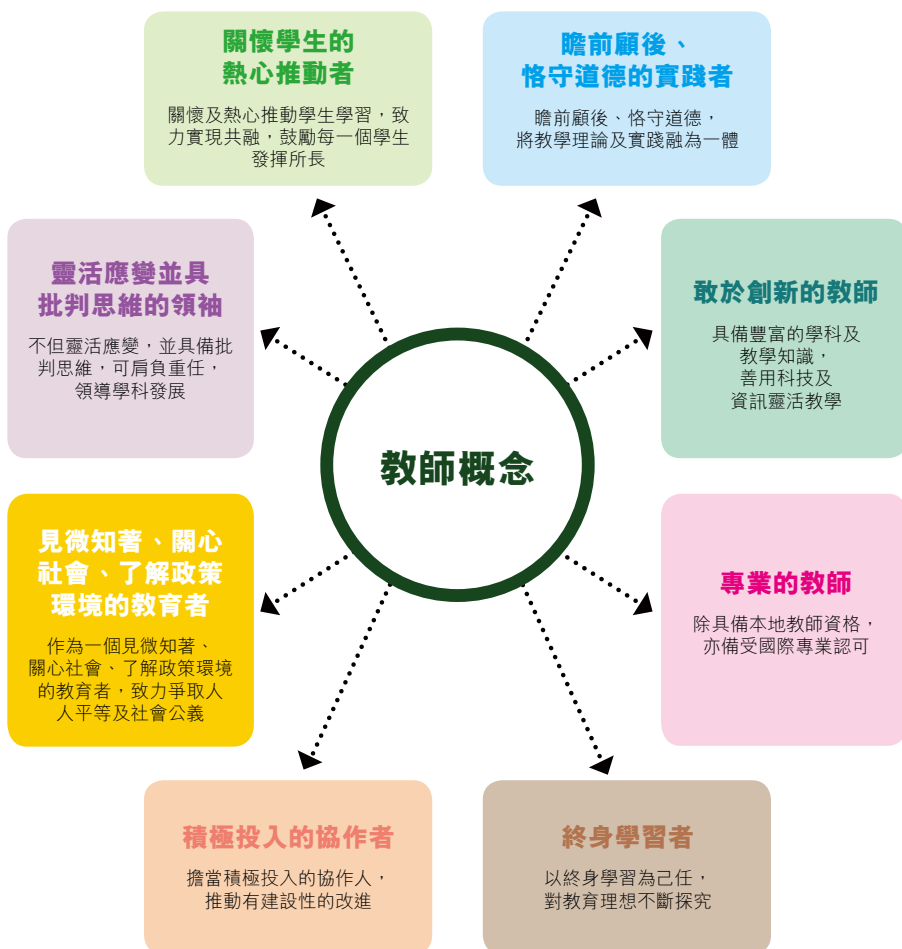 關懷學生的
熱心推動者
關懷及熱心推動學生學習，致
力實現共融，鼓勵每一個學生
發揮所長
瞻前顧後、
恪守道德的實踐者
瞻前顧後、恪守道德，
將教學理論及實踐融為一體
靈活應變並具
批判思維的領袖
不但靈活應變，並具備批
判思維，可肩負重任，
領導學科發展
敢於創新的教師
具備豐富的學科及
教學知識，
善用科技及
資訊靈活教學
教師概念
見微知著、關心
社會、了解政策
環境的教育者
作為一個見微知著、
關心社會、了解政策環境
的教育者，致力爭取人
人平等及社會公義
專業的教師
除具備本地教師資格，
亦備受國際專業認可
積極投入的協作者
擔當積極投入的協作人，
推動有建設性的改進
終身學習者
以終身學習為己任，
對教育理想不斷探究